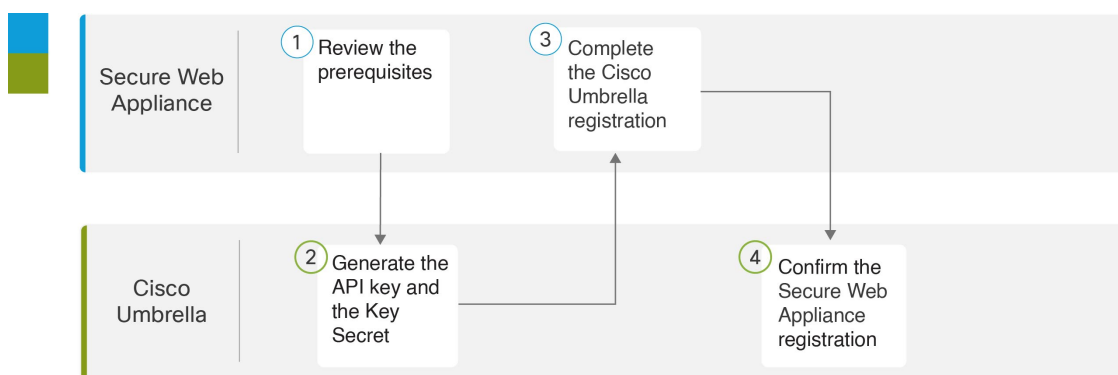 Secure Web
Appliance
1
Review the
prerequisites
3
Complete
the Cisco
Umbrella
registration
Cisco
Umbrella
2
Generate the
API key and
the Key
Secret
4
Confirm the
Secure Web
Appliance
registration